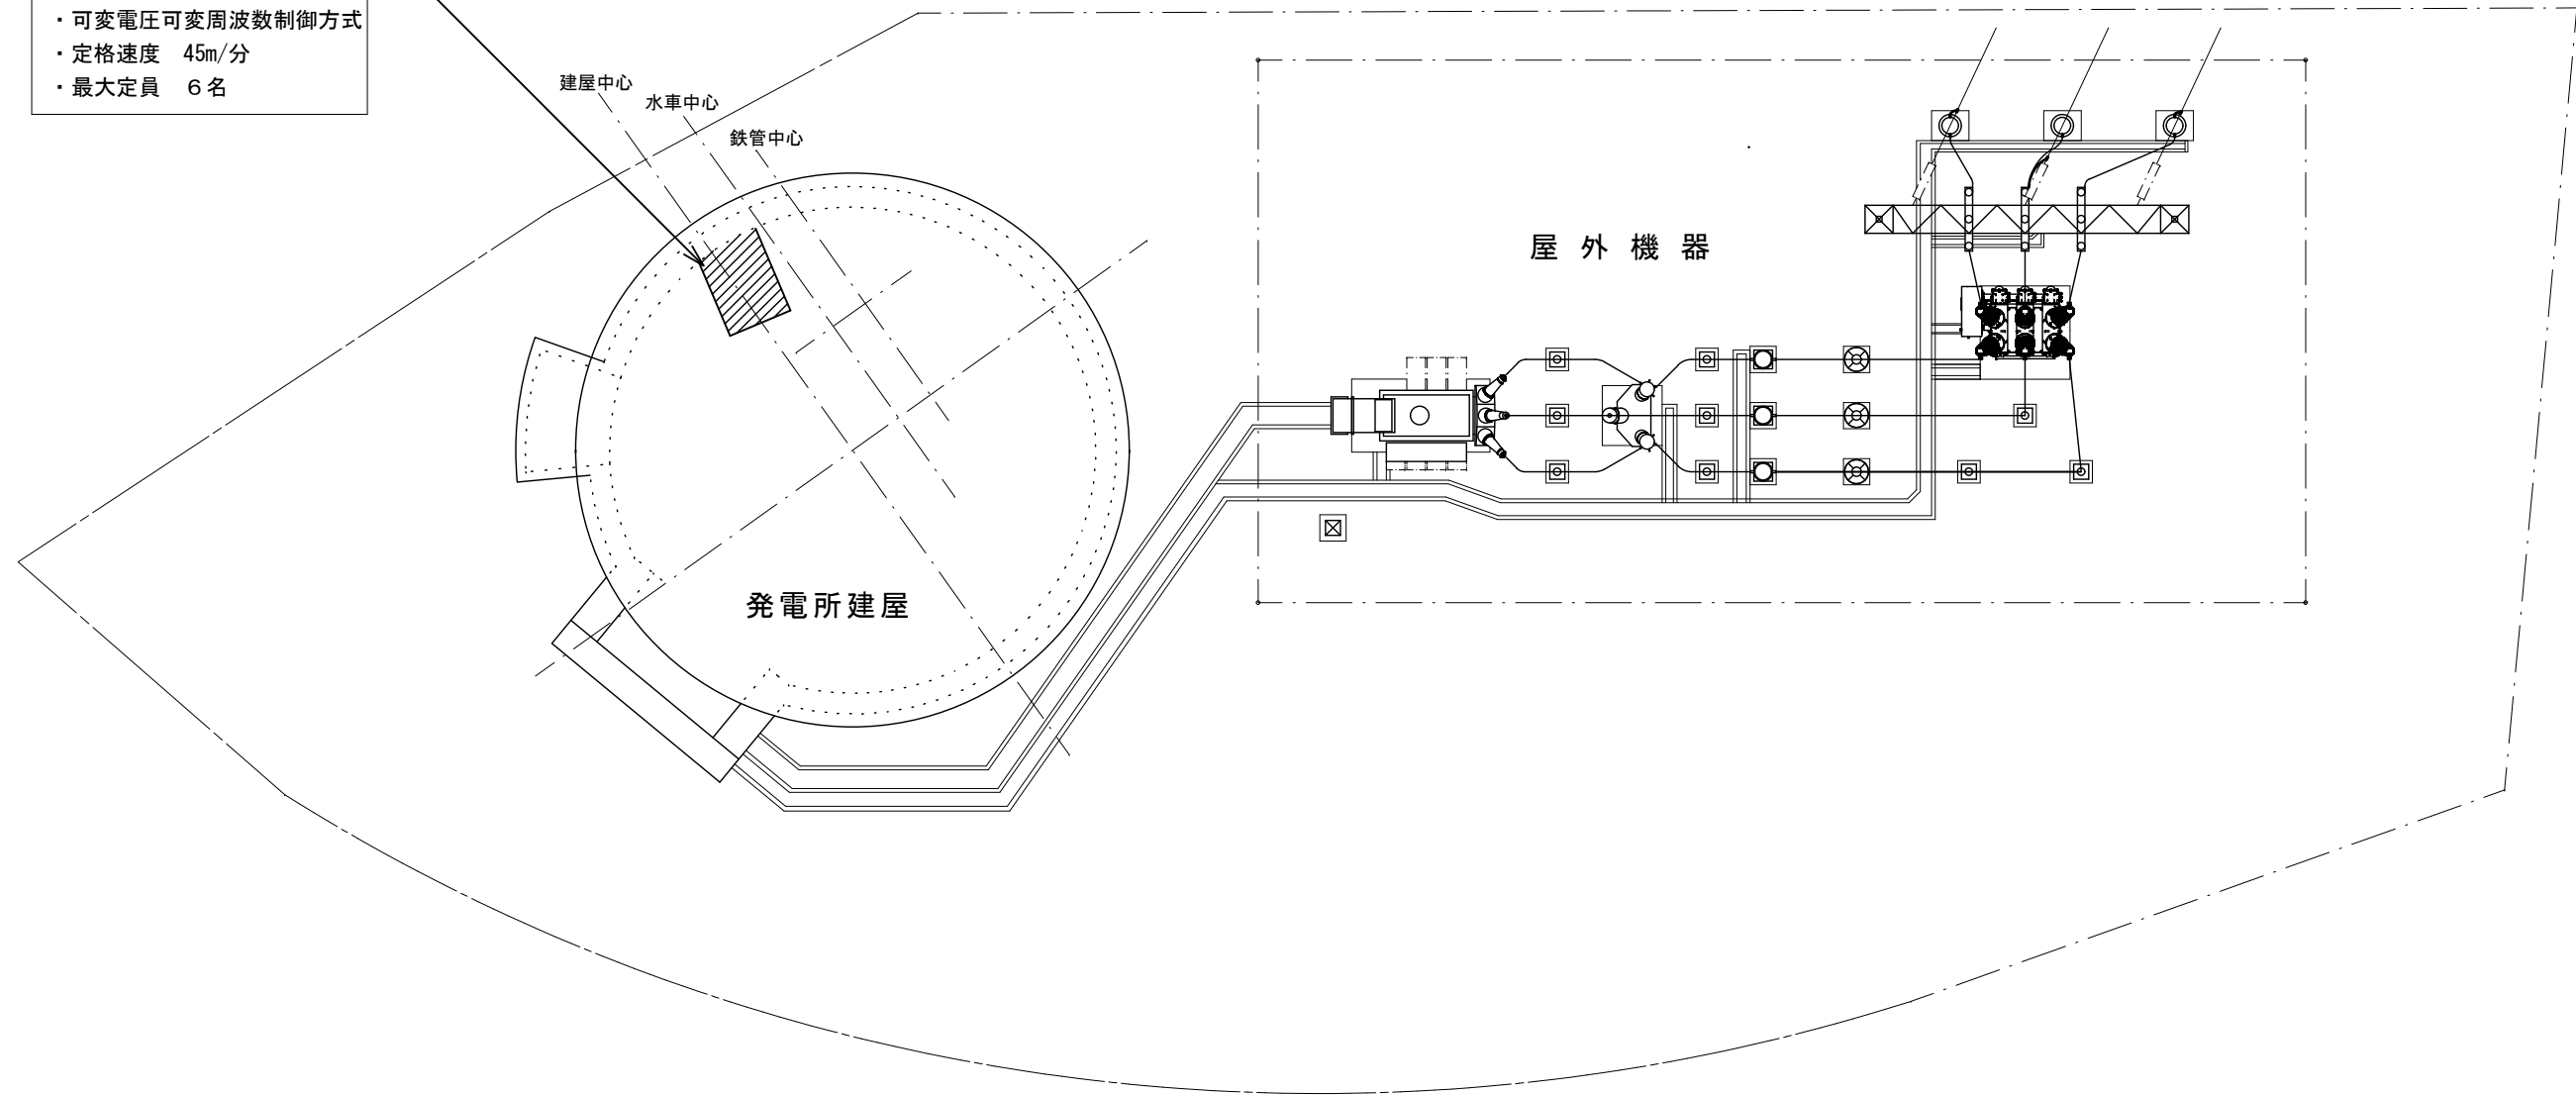 ・可変電圧可変周波数制御方式
・定格速度　45m/分
・最大定員　６名
建屋中心
水車中心
鉄管中心
屋外機器
発電所建屋